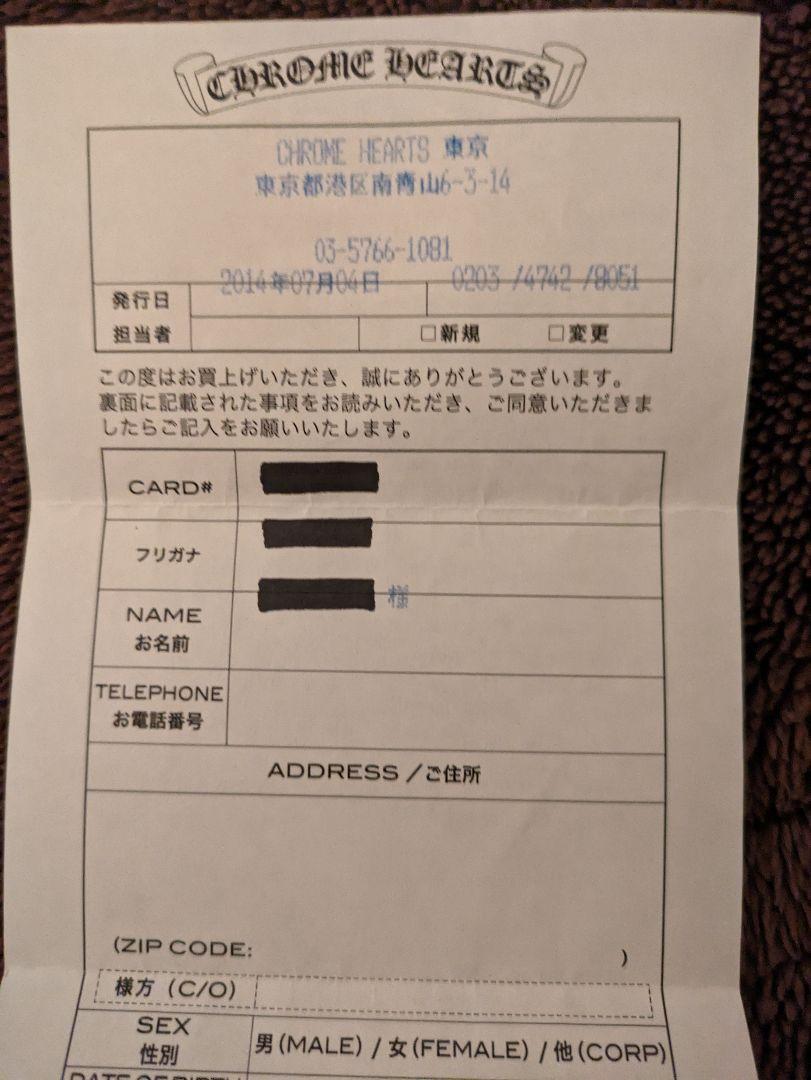 CHROME HEARTS
CHROME HEARTS 東京
東京都港区南青山6-3-14
03-5766-1081
2014年07月04日 0203 /4742 /8051
発行日
担当者 □新規 □変更
この度はお買上げいただき、誠にありがとうございます。
裏面に記載された事項をお読みいただき、ご同意いただきま
したらご記入をお願いいたします。
CARD#
フリガナ
様
NAME
お名前
TELEPHONE
お電話番号
ADDRESS /ご住所
(ZIP CODE: )
様方 (C/O)
SEX
性別
男(MALE) / 女(FEMALE) / 他(CORP)
DATE OF BIRTH